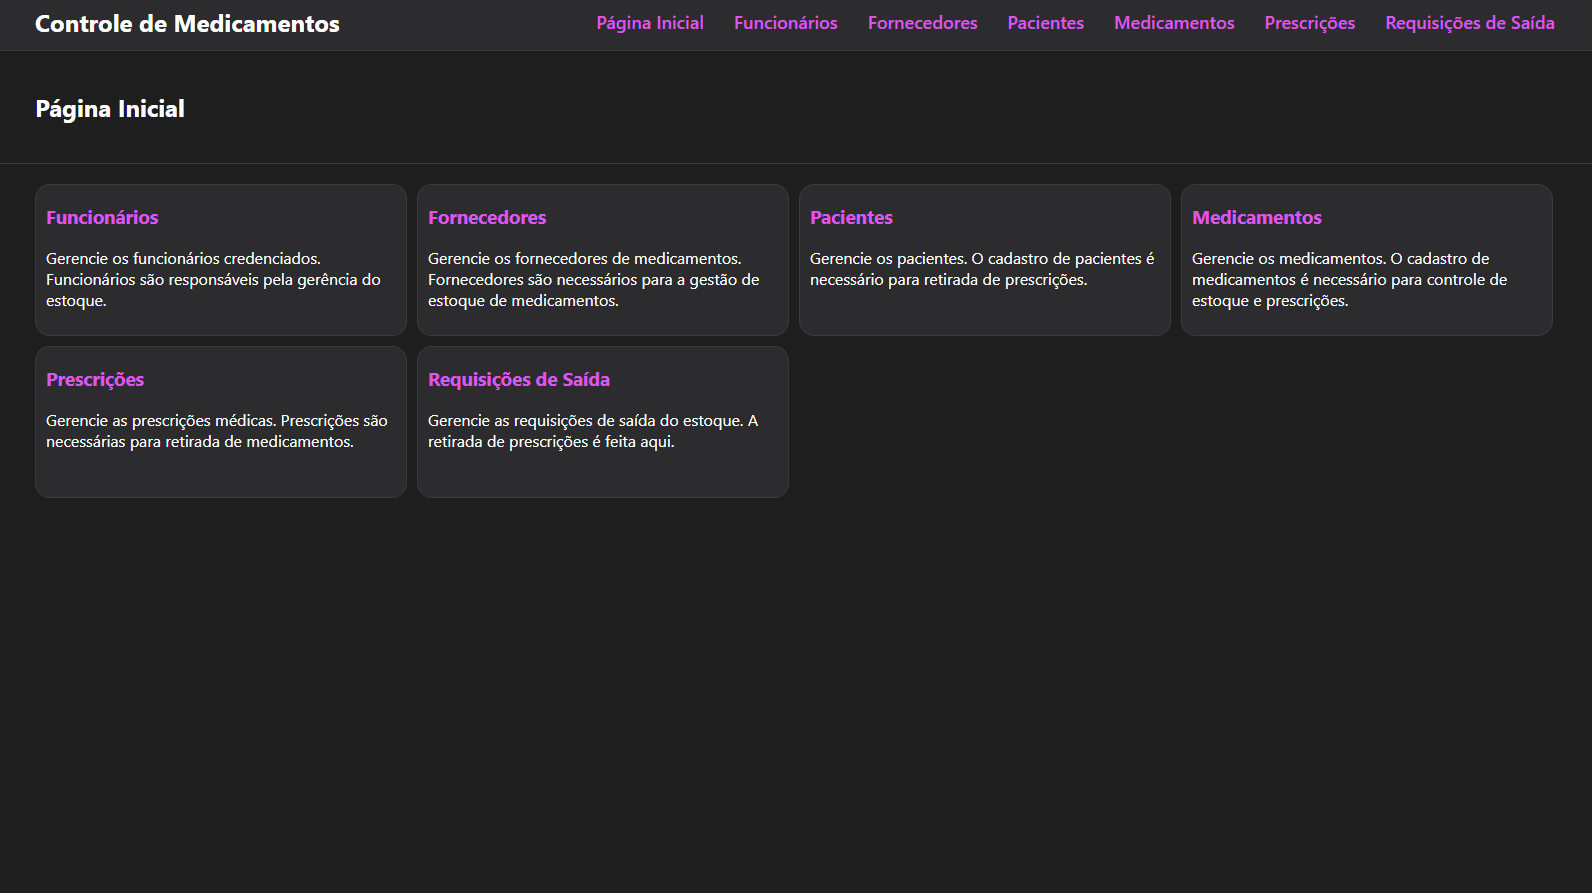 Controle de Medicamentos
Página Inicial
Funcionários
Fornecedores
Pacientes
Medicamentos
Prescrições
Requisições de Saída
Página Inicial
Funcionários
Gerencie os funcionários credenciados.
Funcionários são responsáveis pela gerência do
estoque.
Fornecedores
Gerencie os fornecedores de medicamentos.
Fornecedores são necessários para a gestão de
estoque de medicamentos.
Pacientes
Gerencie os pacientes. O cadastro de pacientes é
necessário para retirada de prescrições.
Medicamentos
Gerencie os medicamentos. O cadastro de
medicamentos é necessário para controle de
estoque e prescrições.
Prescrições
Gerencie as prescrições médicas. Prescrições são
necessárias para retirada de medicamentos.
Requisições de Saída
Gerencie as requisições de saída do estoque. A
retirada de prescrições é feita aqui.